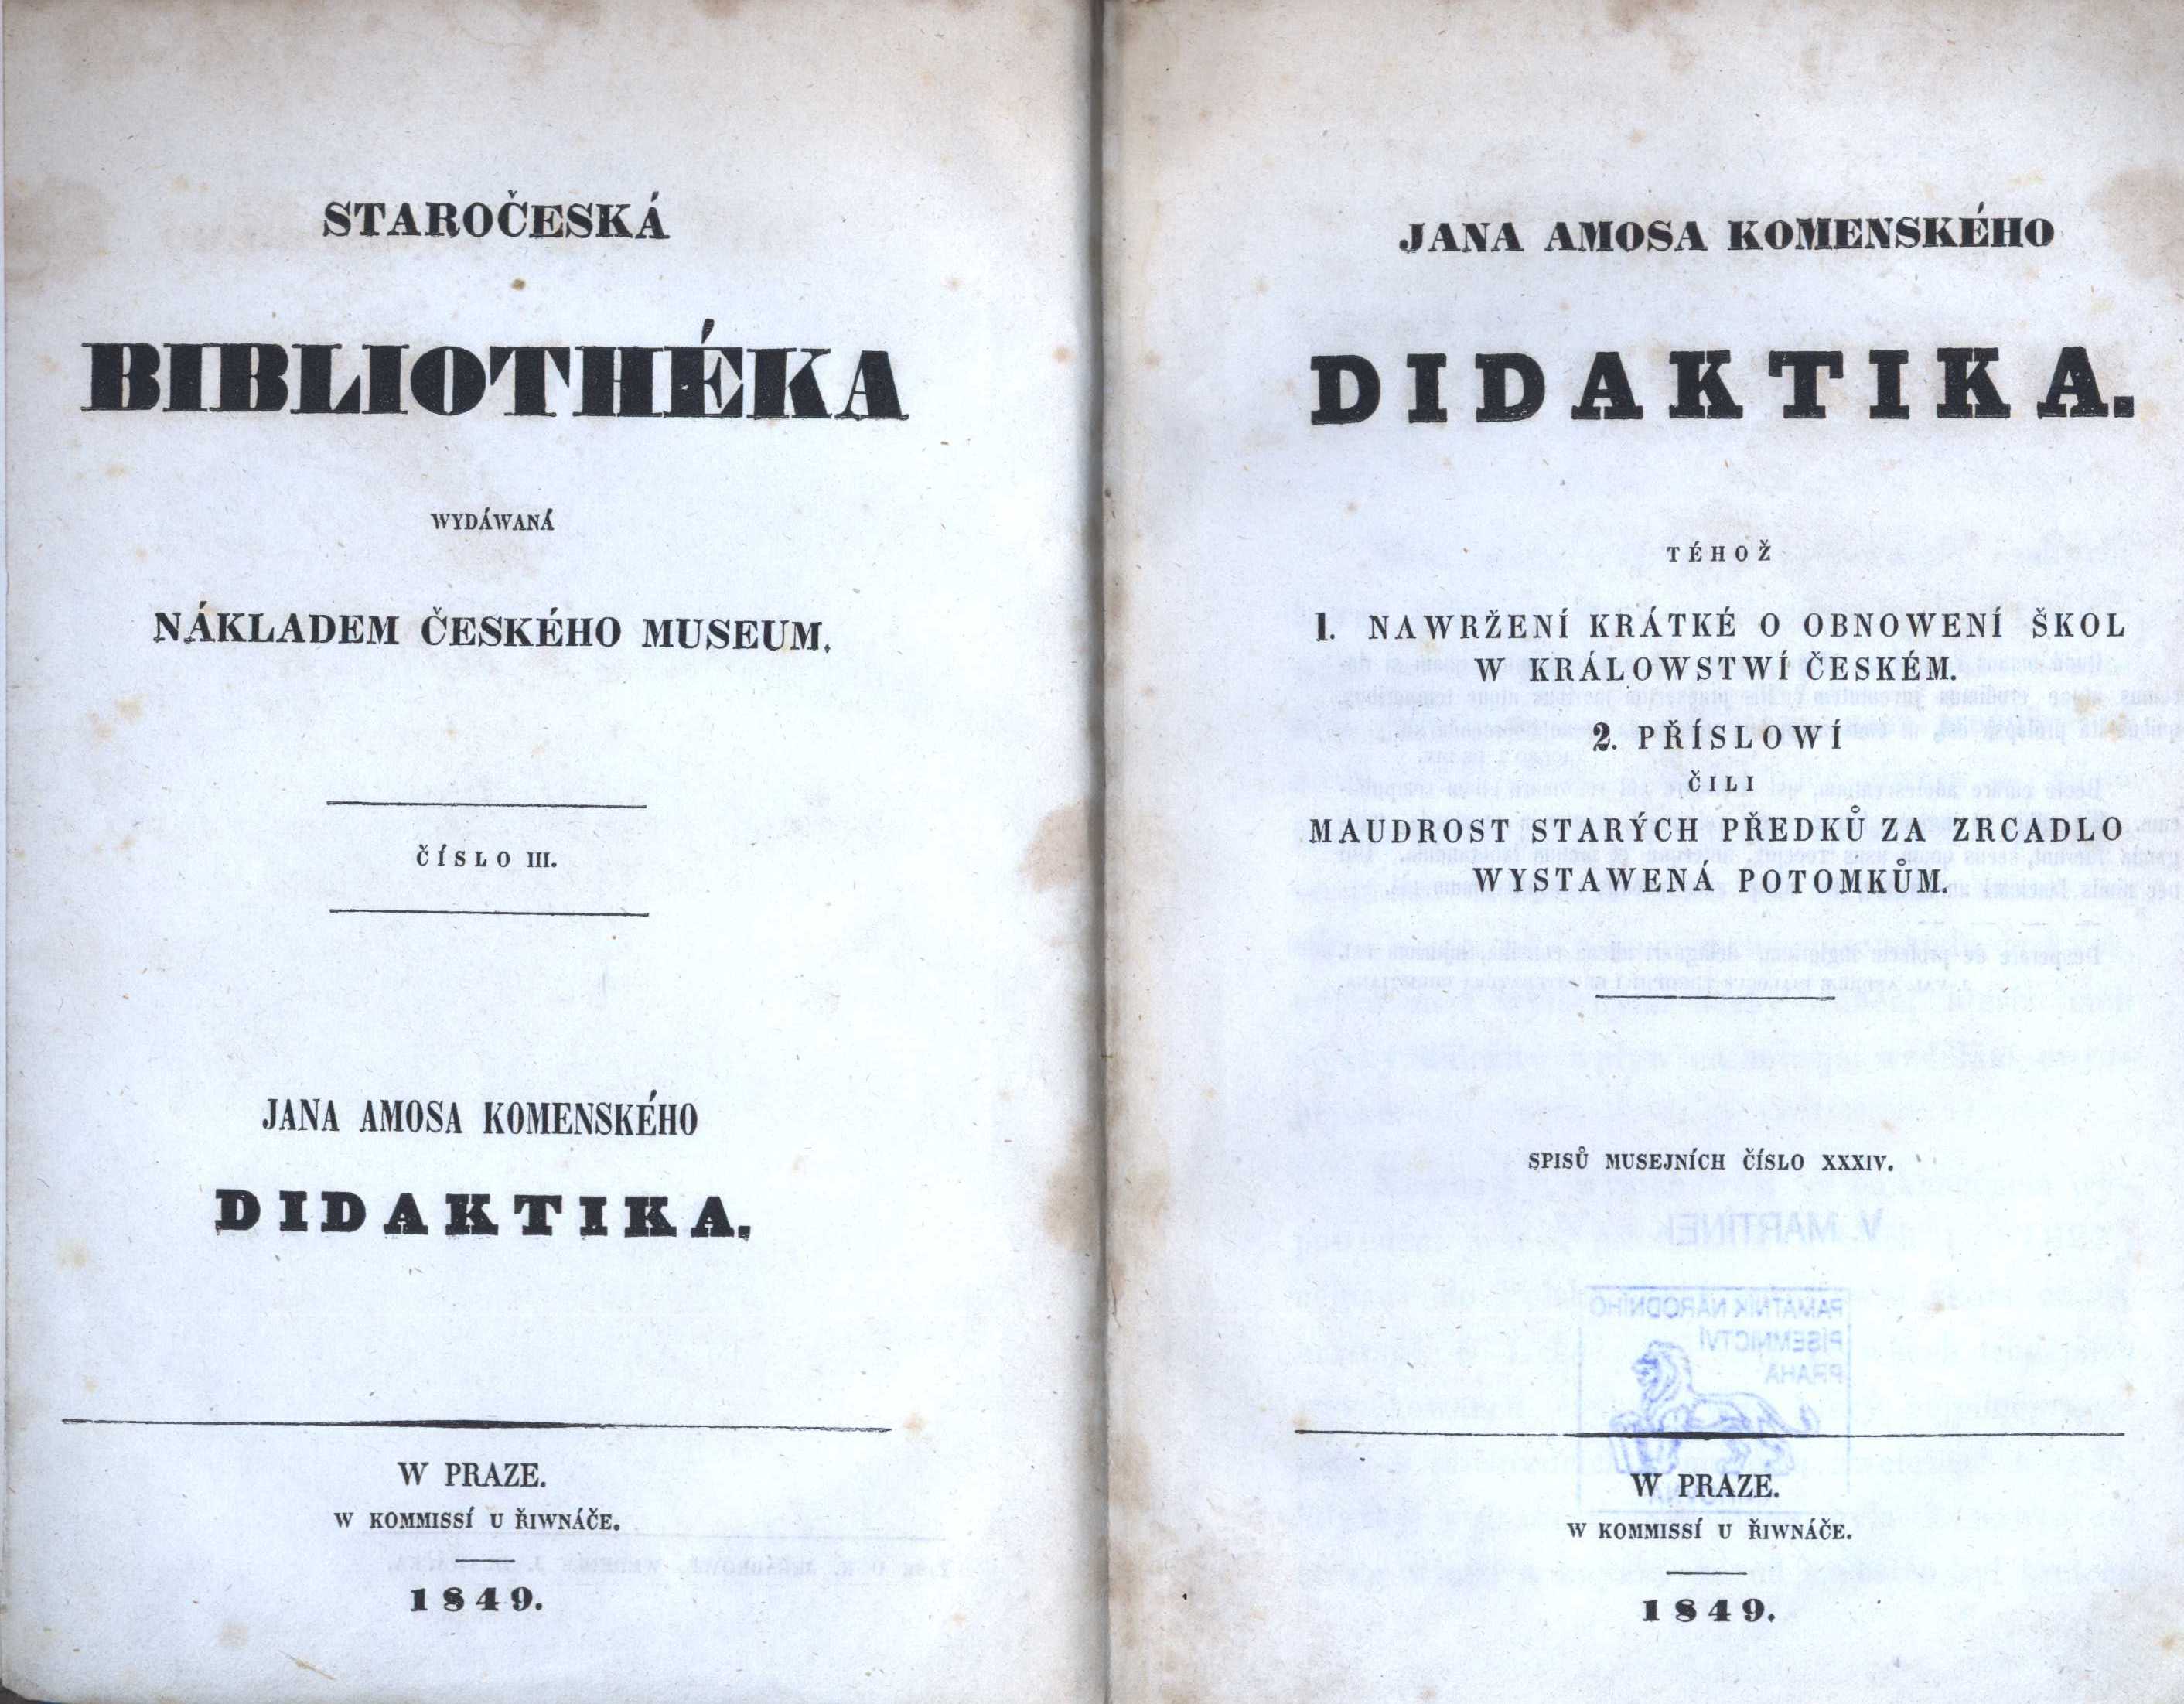 STAROČESKÁ
BIBLIOTHÉKA
WYDÁWANÁ
NÁKLADEM ČESKÉHO MUSEUM.
ČÍSLO III.
JANA AMOSA KOMENSKÉHO
DIDAKTIKA.
W PRAZE.
W KOMMISSÍ U ŘIWNÁČE.
1849.
JANA AMOSA KOMENSKÉHO
DIDAKTIKA.
TÉHOŽ
1. NAWRŽENÍ KRÁTKÉ O OBNOWENÍ ŠKOL
W KRÁLOWSTWÍ ČESKÉM.
2. PŘÍSLOWÍ
ČILI
MAUDROST STARÝCH PŘEDKŮ ZA ZRCADLO
WYSTAWENÁ POTOMKŮM.
SPISŮ MUSEJNÍCH ČÍSLO XXXIV.
V. MARTÍNEK
PAMÁTNÍK NÁRODNÍHO
PÍSEMNICTVÍ
PRAHA
W PRAZE.
W KOMMISSÍ U ŘIWNÁČE.
1849.